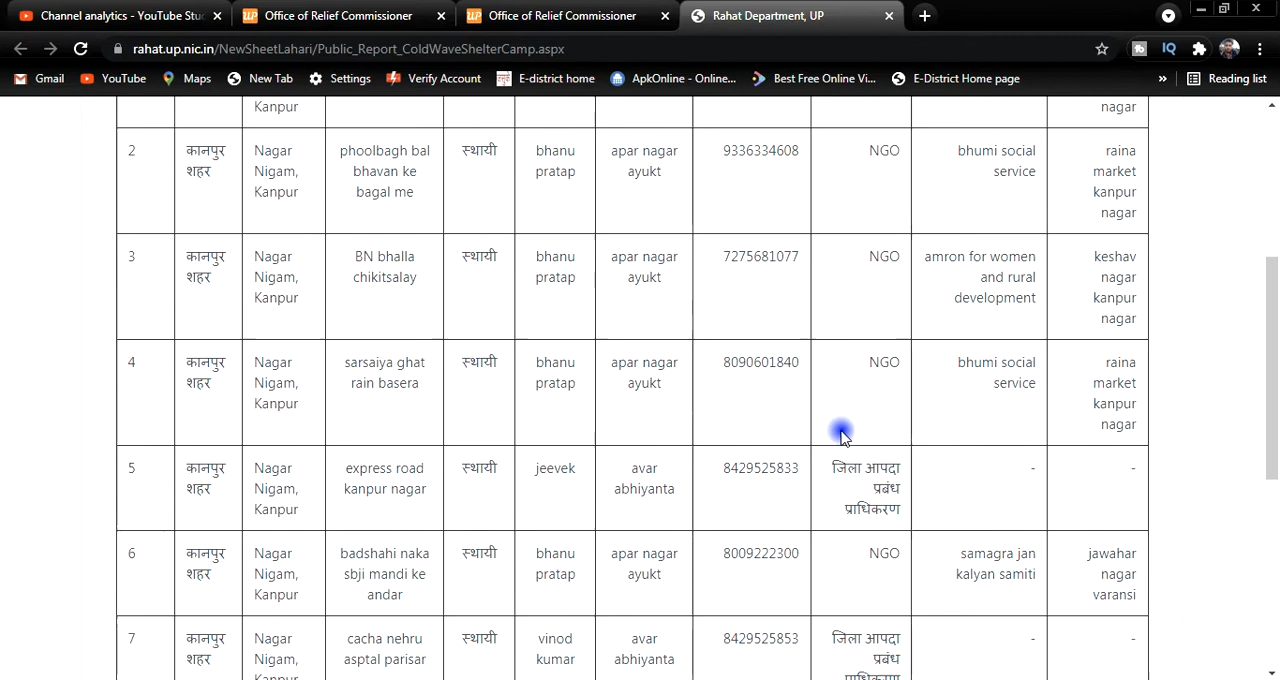 Channel analytics - YouTube Stu
Office of Relief Commissioner
Office of Relief Commissioner
Rahat Department, UP
rahat.up.nic.in/NewSheetLahari/Public_Report_ColdWaveShelterCamp.aspx
Gmail YouTube Maps New Tab Settings Verify Account E-district home ApkOnline - Online... Best Free Online Vi... E-District Home page » Reading list
Kanpur nagar
2 कानपुर Nagar phoolbagh bal स्थायी bhanu apar nagar 9336334608 NGO bhumi social raina
शहर Nigam, bhavan ke pratap ayukt service market
Kanpur bagal me kanpur
nagar
3 कानपुर Nagar BN bhalla स्थायी bhanu apar nagar 7275681077 NGO amron for women keshav
शहर Nigam, chikitsalay pratap ayukt and rural nagar
Kanpur development kanpur
nagar
4 कानपुर Nagar sarsaiya ghat स्थायी bhanu apar nagar 8090601840 NGO bhumi social raina
शहर Nigam, rain basera pratap ayukt service market
Kanpur kanpur
nagar
5 कानपुर Nagar express road स्थायी jeevek avar 8429525833 जिला आपदा - -
शहर Nigam, kanpur nagar abhiyanta प्रबंध
Kanpur प्राधिकरण
6 कानपुर Nagar badshahi naka स्थायी bhanu apar nagar 8009222300 NGO samagra jan jawahar
शहर Nigam, sbji mandi ke pratap ayukt kalyan samiti nagar
Kanpur andar varansi
7 कानपुर Nagar cacha nehru स्थायी vinod avar 8429525853 जिला आपदा - -
शहर Nigam, asptal parisar kumar abhiyanta प्रबंध